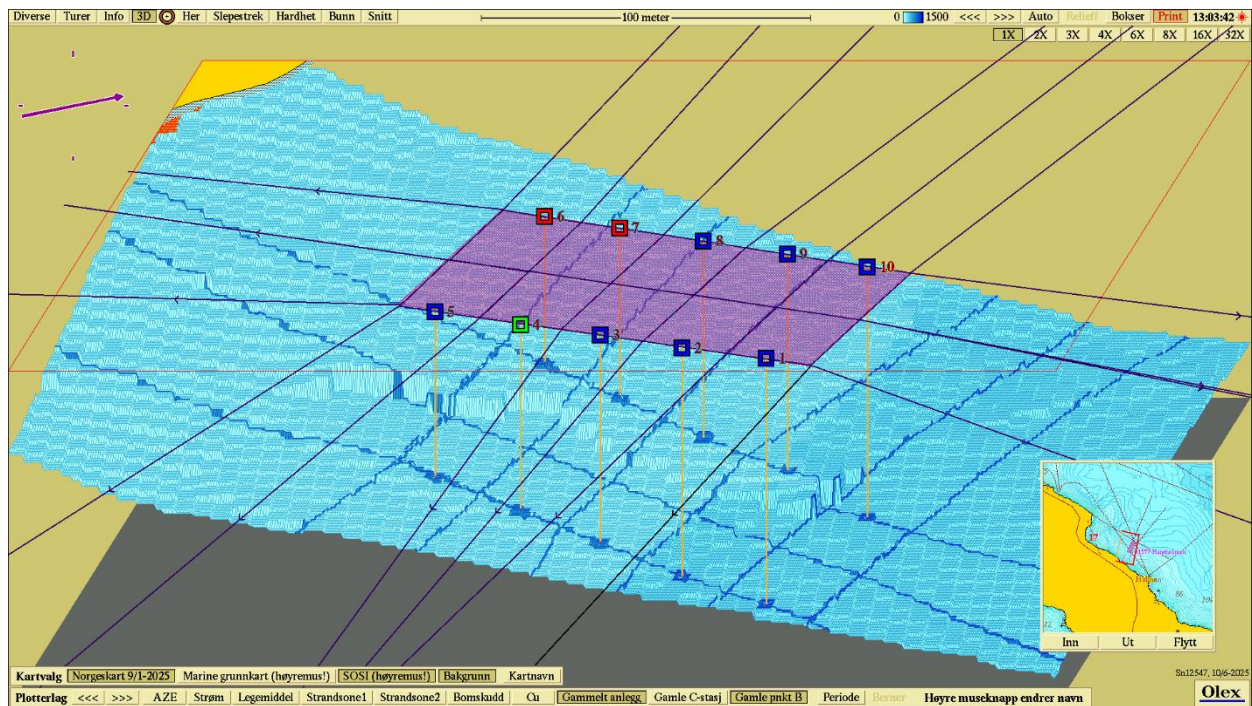 Diverse Turer Info 3D Her Slepestrek Hardhet Bunn Snitt 100 meter 0 1500 <<< >>> Auto Relieff Bokser Print 13:03:42
1X 2X 3X 4X 6X 8X 16X 32X
6
7
8
9
10
5
4
3
2
1
17
86
Inn Ut Flytt
Kartvalg Norgeskart 9/1-2025 Marine grunnkart (høyremus!) SOSI (høyremus!) Bakgrunn Kartnavn
Sn12547, 10/6-2025
Plotterlag <<< >>> AZE Strøm Legemiddel Strandsone1 Strandsone2 Bomskudd Cu Gammelt anlegg Gamle C-stasj Gamle pnkt B Periode Berner Høyre museknapp endrer navn
Olex